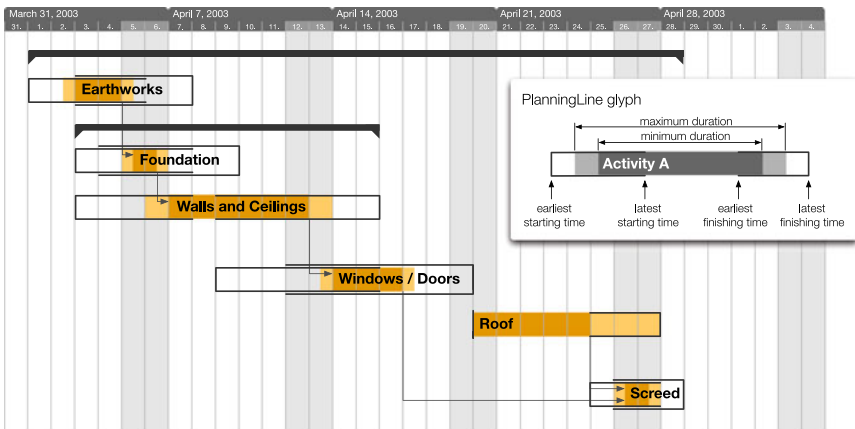 March 31, 2003 April 7, 2003 April 14, 2003 April 21, 2003 April 28, 2003
31. 1. 2. 3. 4. 5. 6. 7. 8. 9. 10. 11. 12. 13. 14. 15. 16. 17. 18. 19. 20. 21. 22. 23. 24. 25. 26. 27. 28. 29. 30. 1. 2. 3. 4.
Earthworks
Foundation
Walls and Ceilings
Windows / Doors
Roof
Screed
PlanningLine glyph
maximum duration
minimum duration
Activity A
earliest latest earliest latest
starting time starting time finishing time finishing time